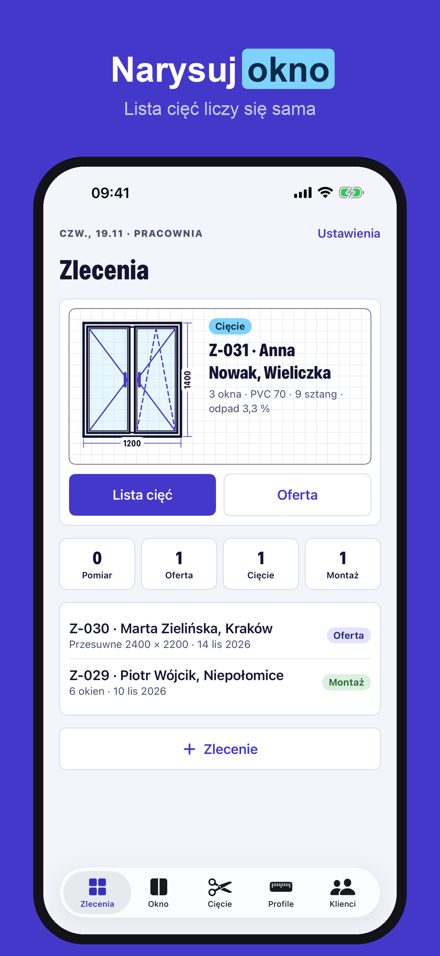 Narysuj okno
Lista cięć liczy się sama
09:41
CZW., 19.11 · PRACOWNIA
Ustawienia
Zlecenia
Cięcie
Z-031 · Anna
Nowak, Wieliczka
3 okna · PVC 70 · 9 sztang ·
odpad 3,3 %
1400
1200
Lista cięć
Oferta
0
Pomiar
1
Oferta
1
Cięcie
1
Montaż
Z-030 · Marta Zielińska, Kraków
Przesuwne 2400 × 2200 · 14 lis 2026
Oferta
Z-029 · Piotr Wójcik, Niepołomice
6 okien · 10 lis 2026
Montaż
+ Zlecenie
Zlecenia
Okno
Cięcie
Profile
Klienci